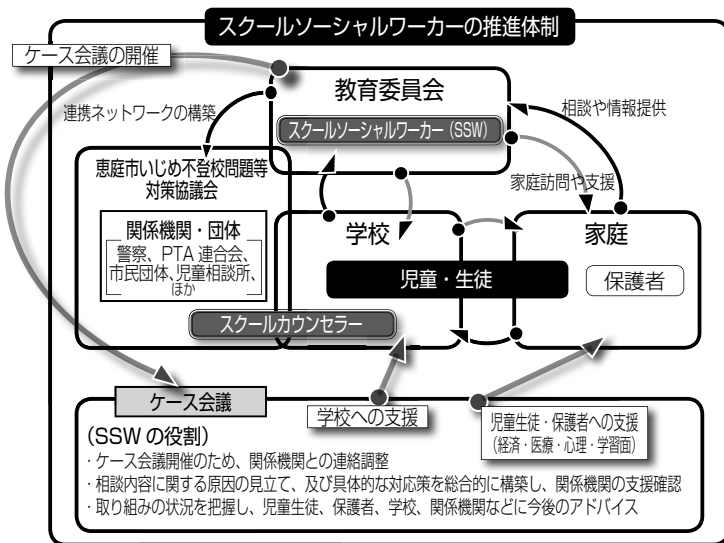 スクールソーシャルワーカーの推進体制
ケース会議の開催
教育委員会
連携ネットワークの構築
スクールソーシャルワーカー（SSW）
相談や情報提供
恵庭市いじめ不登校問題等
対策協議会
家庭訪問や支援
関係機関・団体
警察、PTA 連合会、
市民団体、児童相談所、
ほか
学校
家庭
児童・生徒
保護者
スクールカウンセラー
ケース会議
学校への支援
児童生徒・保護者への支援
（経済・医療・心理・学習面）
（SSW の役割）
・ケース会議開催のため、関係機関との連絡調整
・相談内容に関する原因の見立て、及び具体的な対応策を総合的に構築し、関係機関の支援確認
・取り組みの状況を把握し、児童生徒、保護者、学校、関係機関などに今後のアドバイス